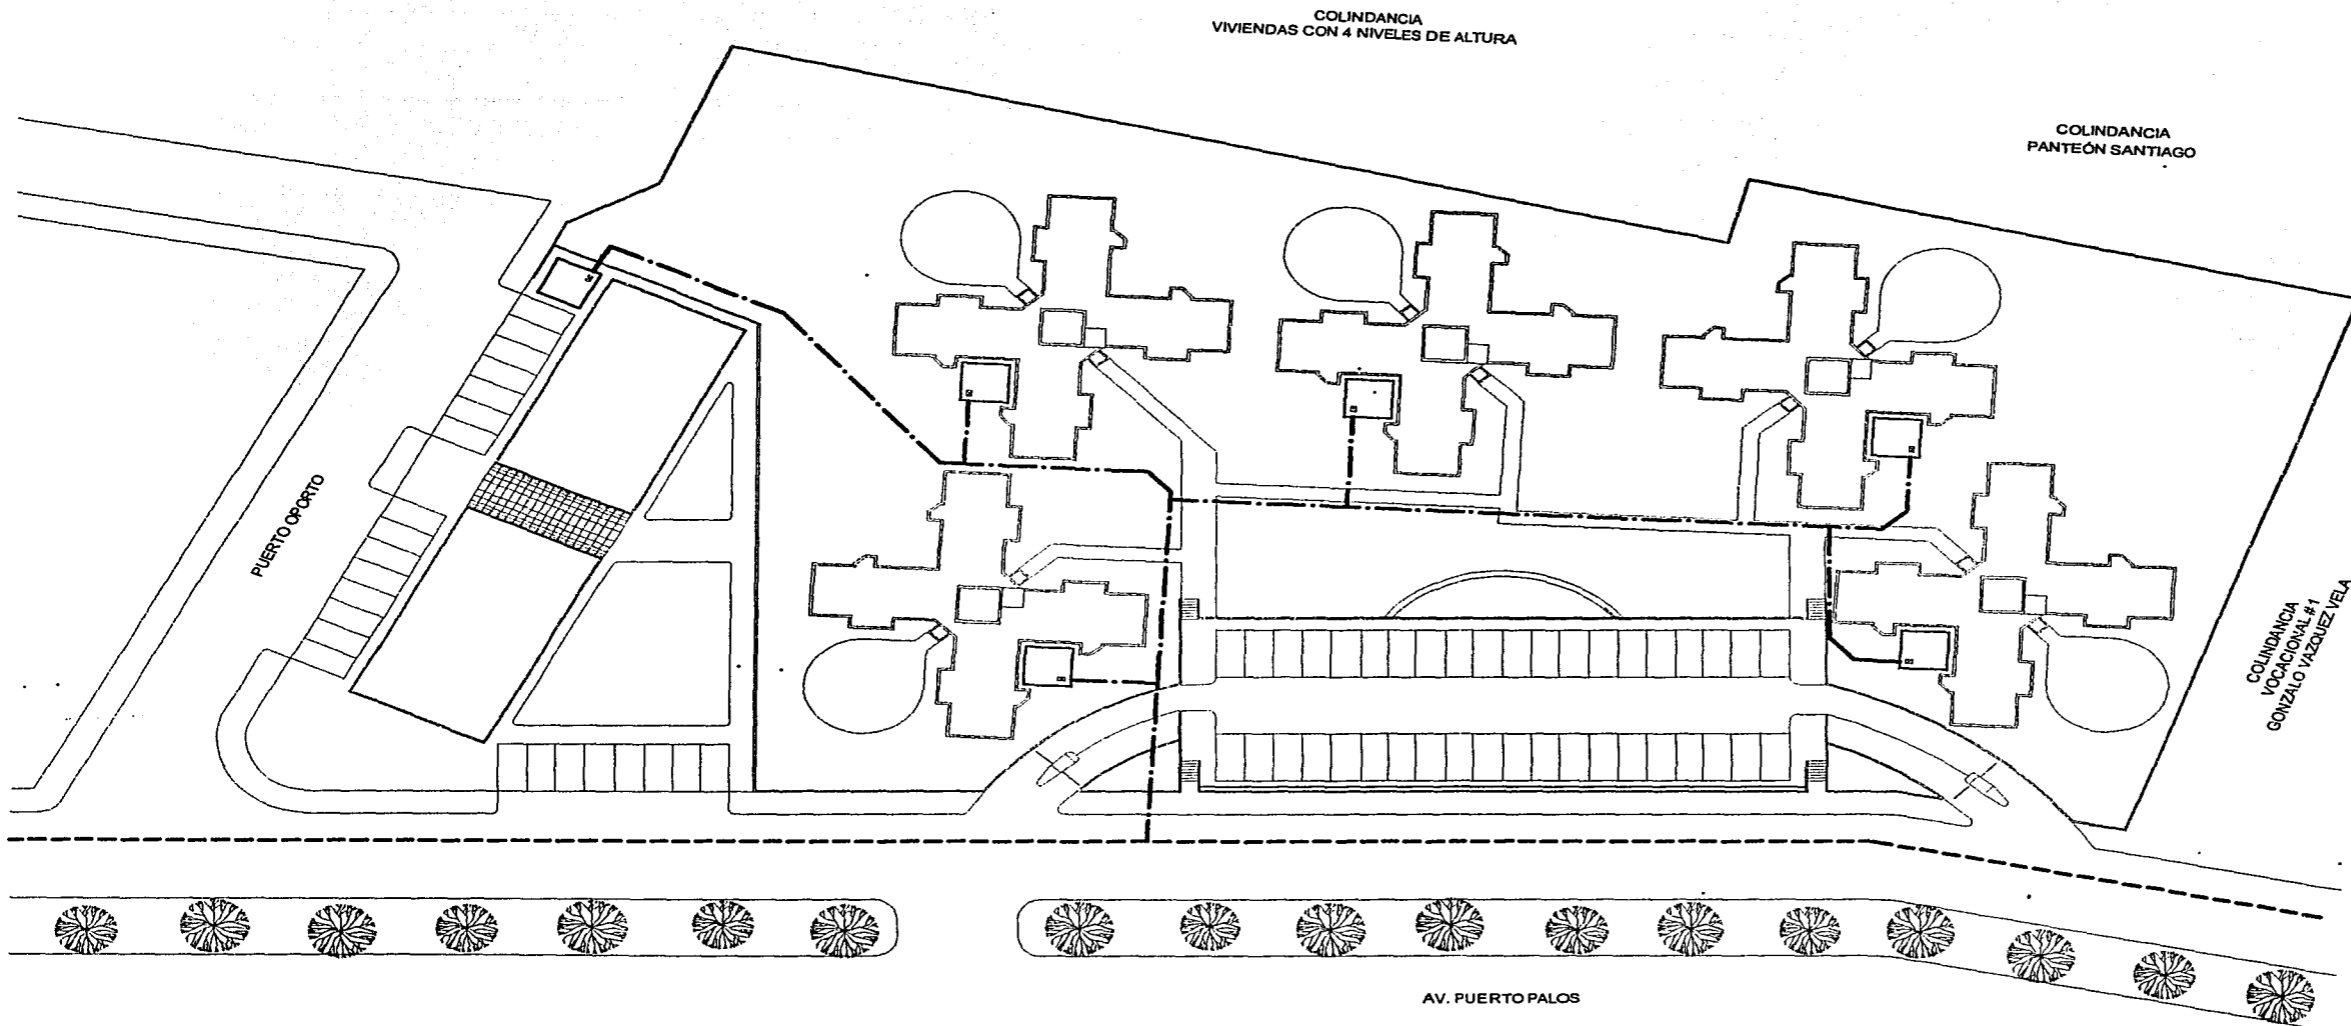 COLINDANCIA
VIVIENDAS CON 4 NIVELES DE ALTURA
COLINDANCIA
PANTEÓN SANTIAGO
PUERTO OPORTO
COLINDANCIA
VOCACIONAL #1
GONZALO VAZQUEZ VELA
AV. PUERTO PALOS